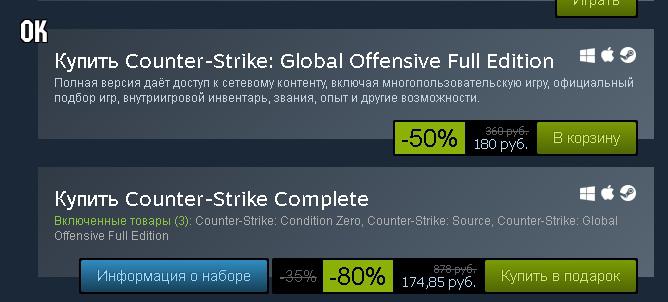 Играть
OK
Купить Counter-Strike: Global Offensive Full Edition
Полная версия даёт доступ к сетевому контенту, включая многопользовательскую игру, официальный
подбор игр, внутриигровой инвентарь, звания, опыт и другие возможности.
-50%
360 руб.
180 руб.
В корзину
Купить Counter-Strike Complete
Включенные товары (3): Counter-Strike: Condition Zero, Counter-Strike: Source, Counter-Strike: Global
Offensive Full Edition
Информация о наборе
-35%
-80%
878 руб.
174,85 руб.
Купить в подарок